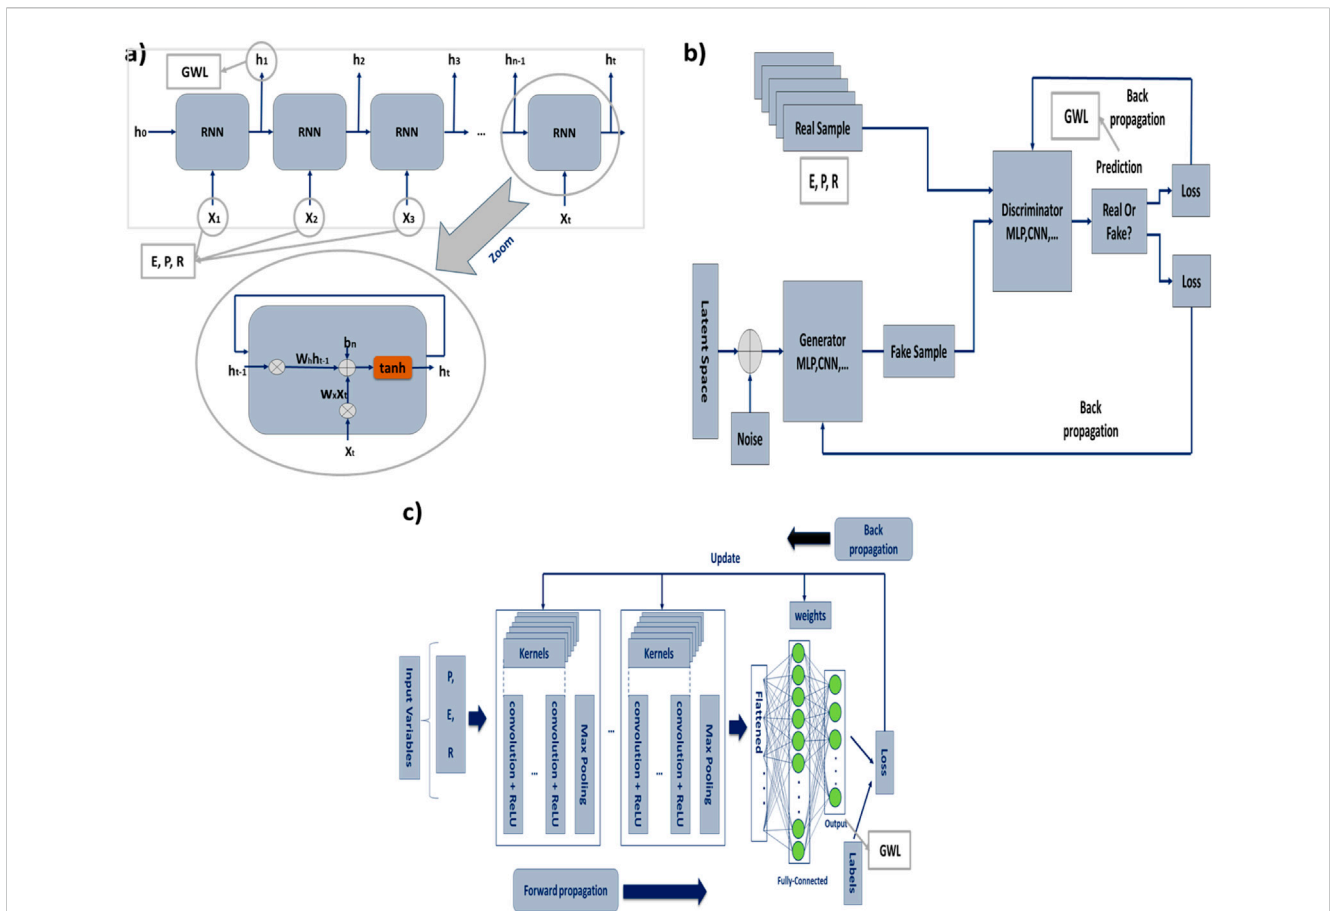 a)
GWL
h1
h2
h3
hn-1
ht
h0
RNN
RNN
RNN
...
RNN
X1
X2
X3
Xt
E, P, R
Zoom
bn
Whht-1
ht-1
tanh
ht
WxXt
Xt
b)
Real Sample
E, P, R
Back
propagation
GWL
Prediction
Discriminator
MLP,CNN,...
Real Or
Fake?
Loss
Loss
Latent Space
Generator
MLP,CNN,...
Fake Sample
Noise
Back
propagation
c)
Back
propagation
Update
weights
Kernels
Kernels
Input Variables
P,
E,
R
convolution + ReLU
...
convolution + ReLU
Max Pooling
...
convolution + ReLU
...
convolution + ReLU
Max Pooling
Flattened
Loss
Output
GWL
Labels
Fully-Connected
Forward propagation